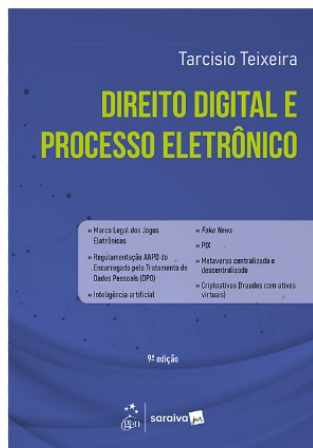 Tarcisio Teixeira
DIREITO DIGITAL E
PROCESSO ELETRÔNICO
» Marco Legal dos Jogos
Eletrônicos
» Regulamentação ANPD do
Encarregado pelo Tratamento de
Dados Pessoais (DPO)
» Inteligência artificial
» Fake News
» PIX
» Metaverso centralizado e
descentralizado
» Criptoativos (fraudes com ativos
virtuais)
9ª edição
gen
saraiva jur